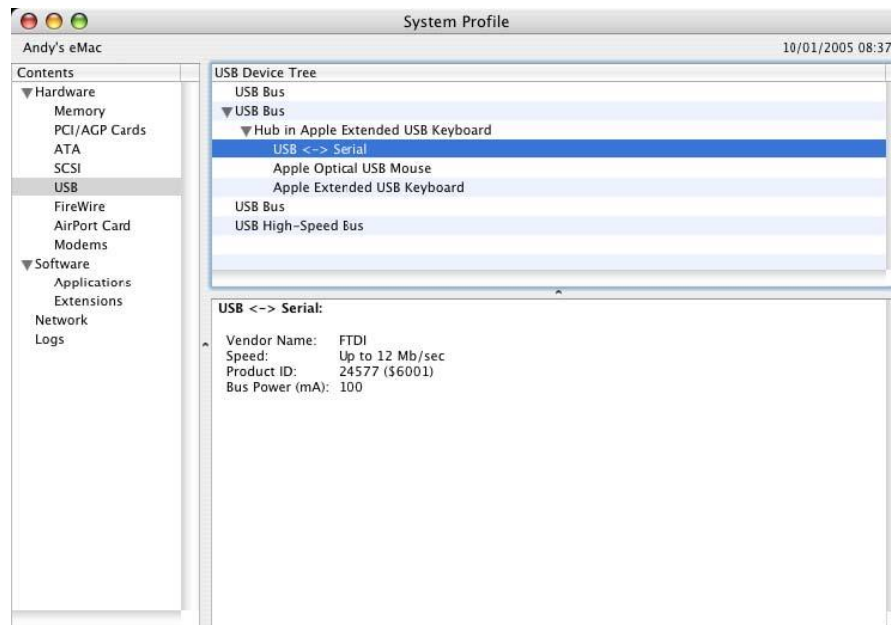 System Profile
Andy's eMac
10/01/2005 08:37
Contents
Hardware
Memory
PCI/AGP Cards
ATA
SCSI
USB
FireWire
AirPort Card
Modems
Software
Applications
Extensions
Network
Logs
USB Device Tree
USB Bus
USB Bus
Hub in Apple Extended USB Keyboard
USB <-> Serial
Apple Optical USB Mouse
Apple Extended USB Keyboard
USB Bus
USB High-Speed Bus
USB <-> Serial:
Vendor Name: FTDI
Speed: Up to 12 Mb/sec
Product ID: 24577 ($6001)
Bus Power (mA): 100